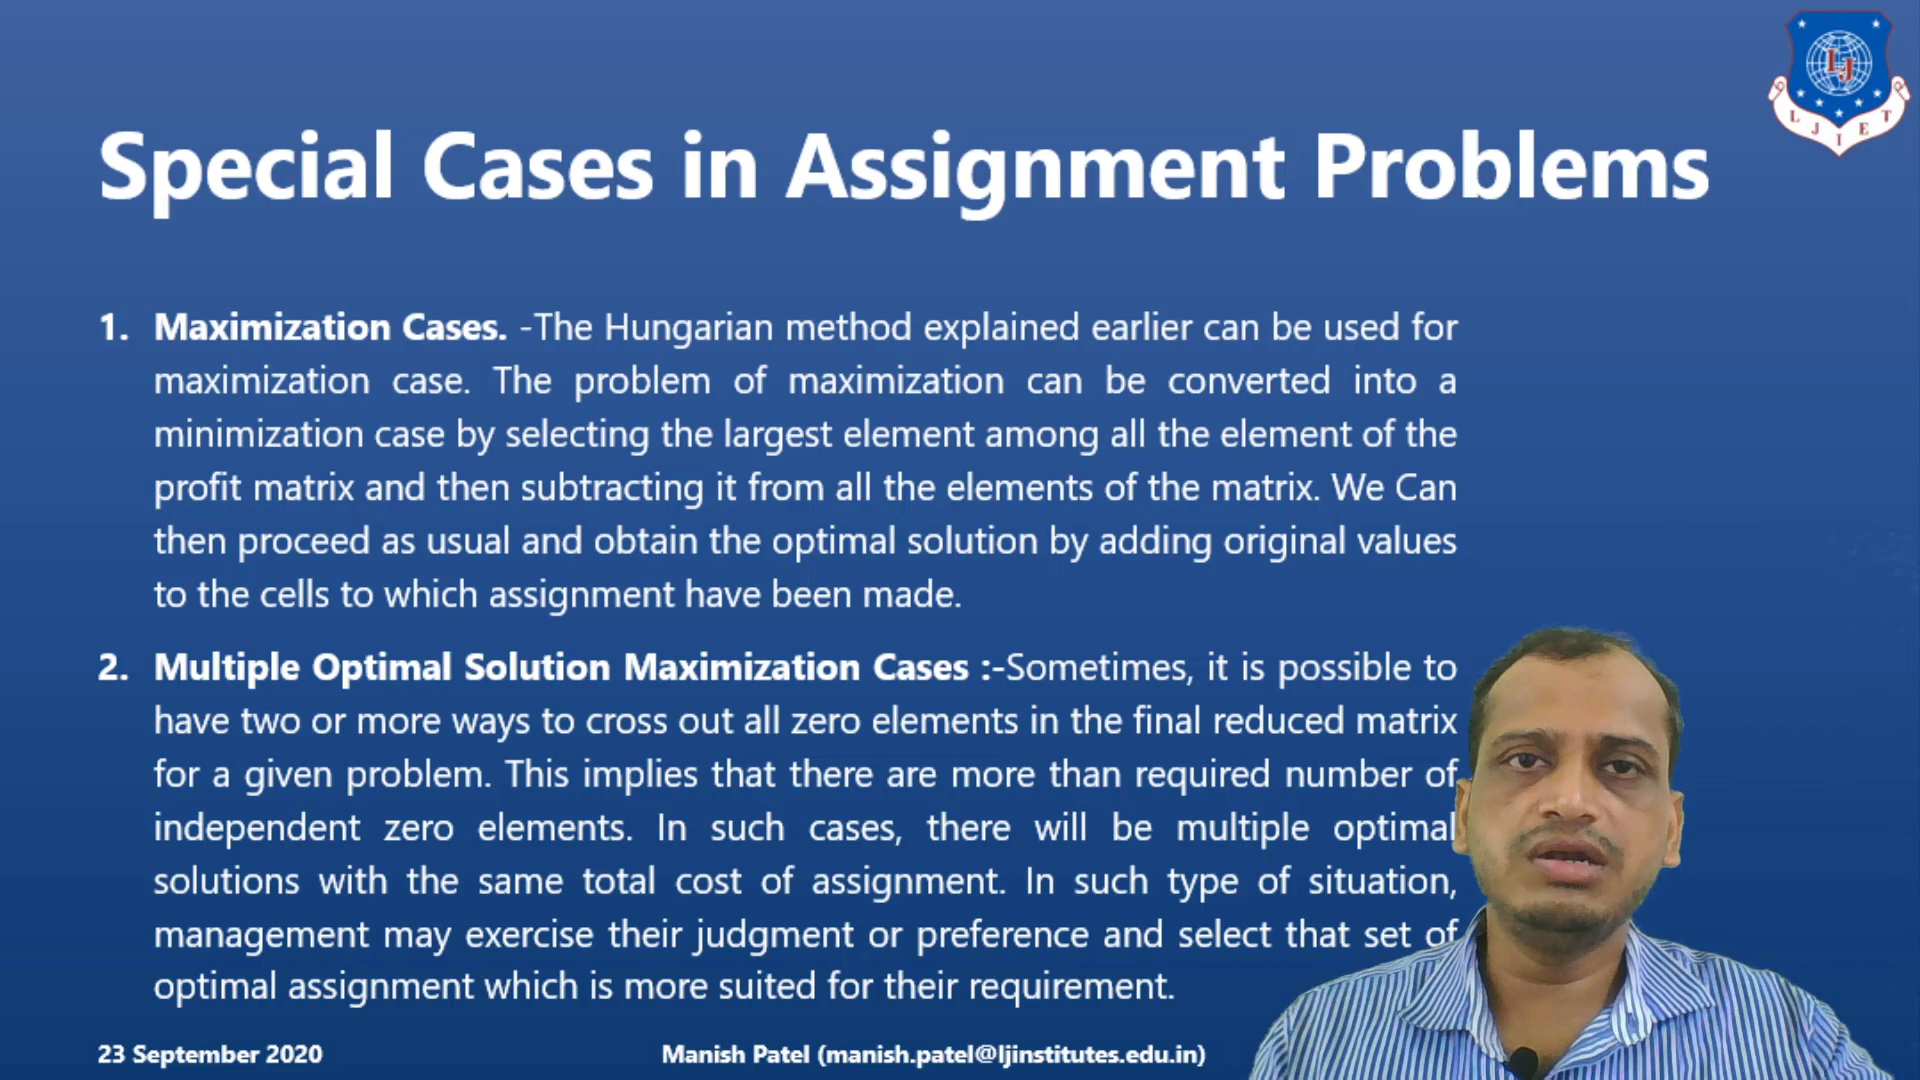 L J I E T
LJ
Special Cases in Assignment Problems
1. Maximization Cases. -The Hungarian method explained earlier can be used for
maximization case. The problem of maximization can be converted into a
minimization case by selecting the largest element among all the element of the
profit matrix and then subtracting it from all the elements of the matrix. We Can
then proceed as usual and obtain the optimal solution by adding original values
to the cells to which assignment have been made.
2. Multiple Optimal Solution Maximization Cases :-Sometimes, it is possible to
have two or more ways to cross out all zero elements in the final reduced matrix
for a given problem. This implies that there are more than required number of
independent zero elements. In such cases, there will be multiple optimal
solutions with the same total cost of assignment. In such type of situation,
management may exercise their judgment or preference and select that set of
optimal assignment which is more suited for their requirement.
23 September 2020
Manish Patel (manish.patel@ljinstitutes.edu.in)